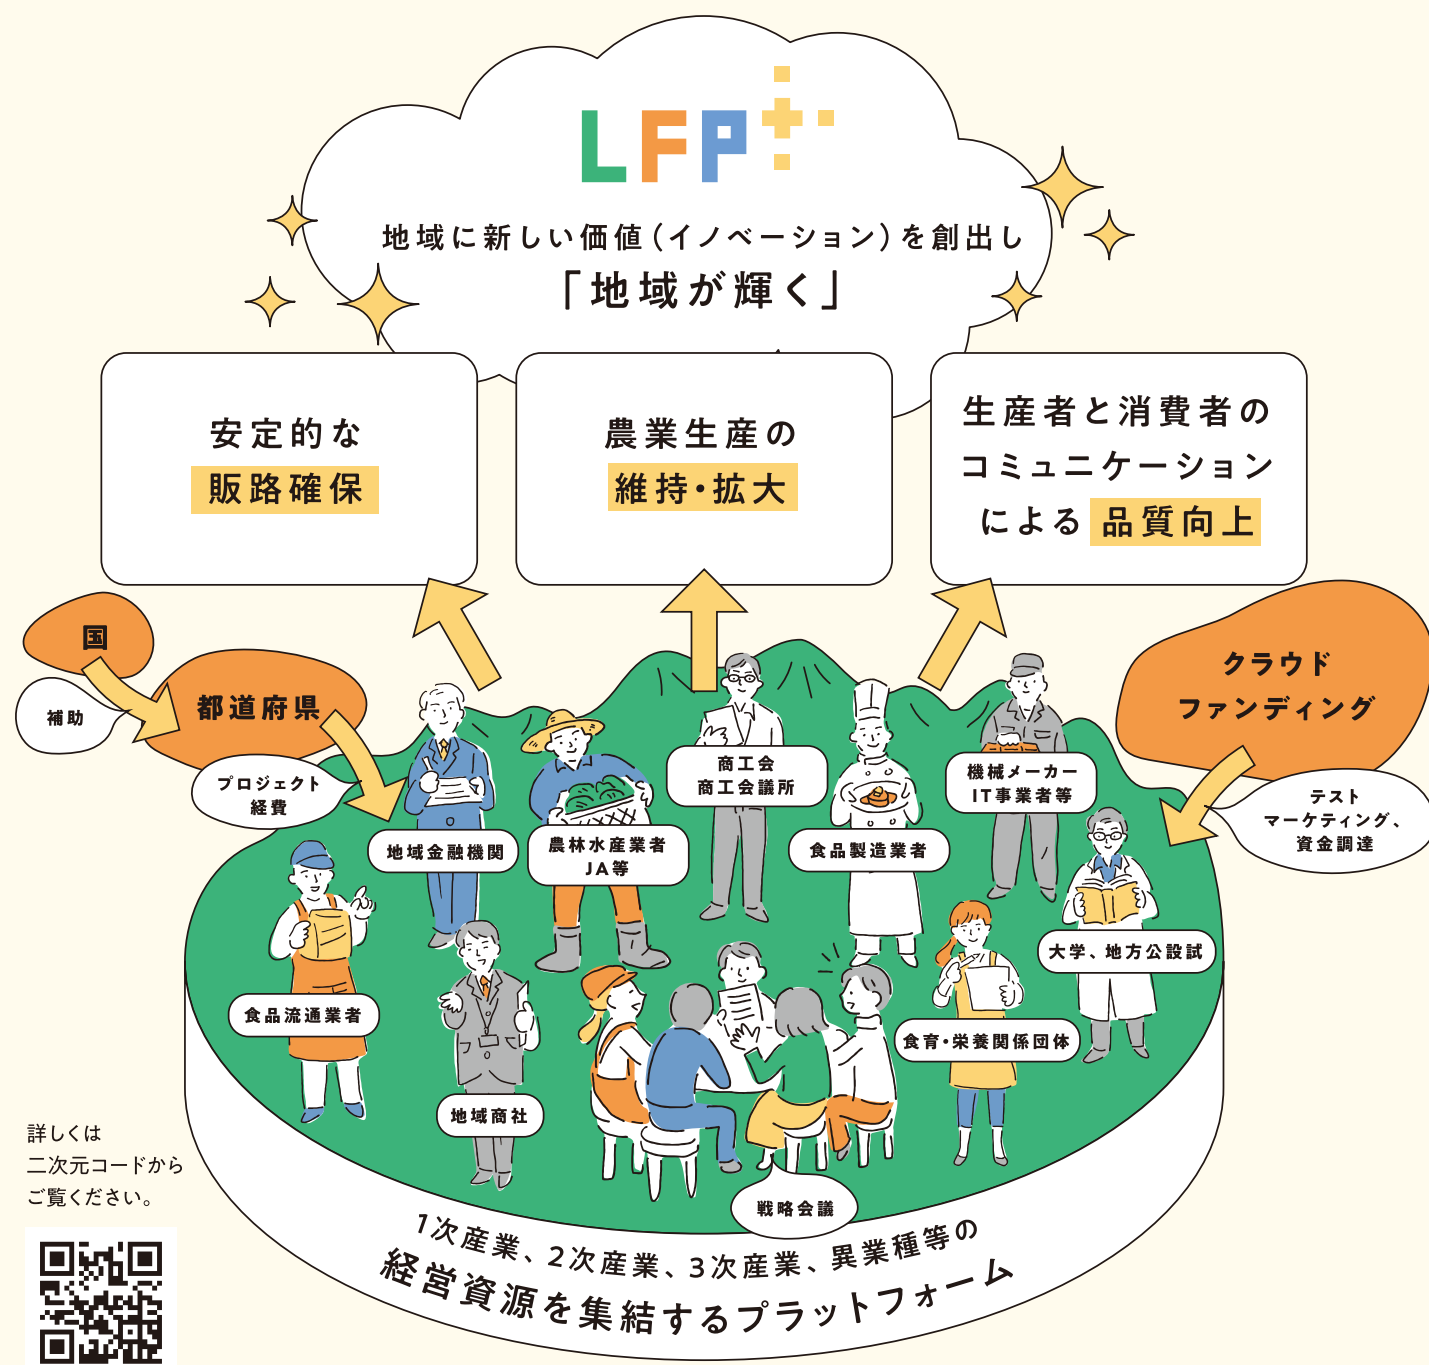 LFP+
地域に新しい価値(イノベーション)を創出し
「地域が輝く」
安定的な
販路確保
農業生産の
維持・拡大
生産者と消費者の
コミュニケーション
による 品質向上
国
補助
都道府県
プロジェクト
経費
クラウド
ファンディング
テスト
マーケティング、
資金調達
地域金融機関
農林水産業者
JA等
商工会
商工会議所
食品製造業者
機械メーカー
IT事業者等
大学、地方公設試
食品流通業者
地域商社
食育・栄養関係団体
戦略会議
1次産業、2次産業、3次産業、異業種等の
経営資源を集結するプラットフォーム
詳しくは
二次元コードから
ご覧ください。